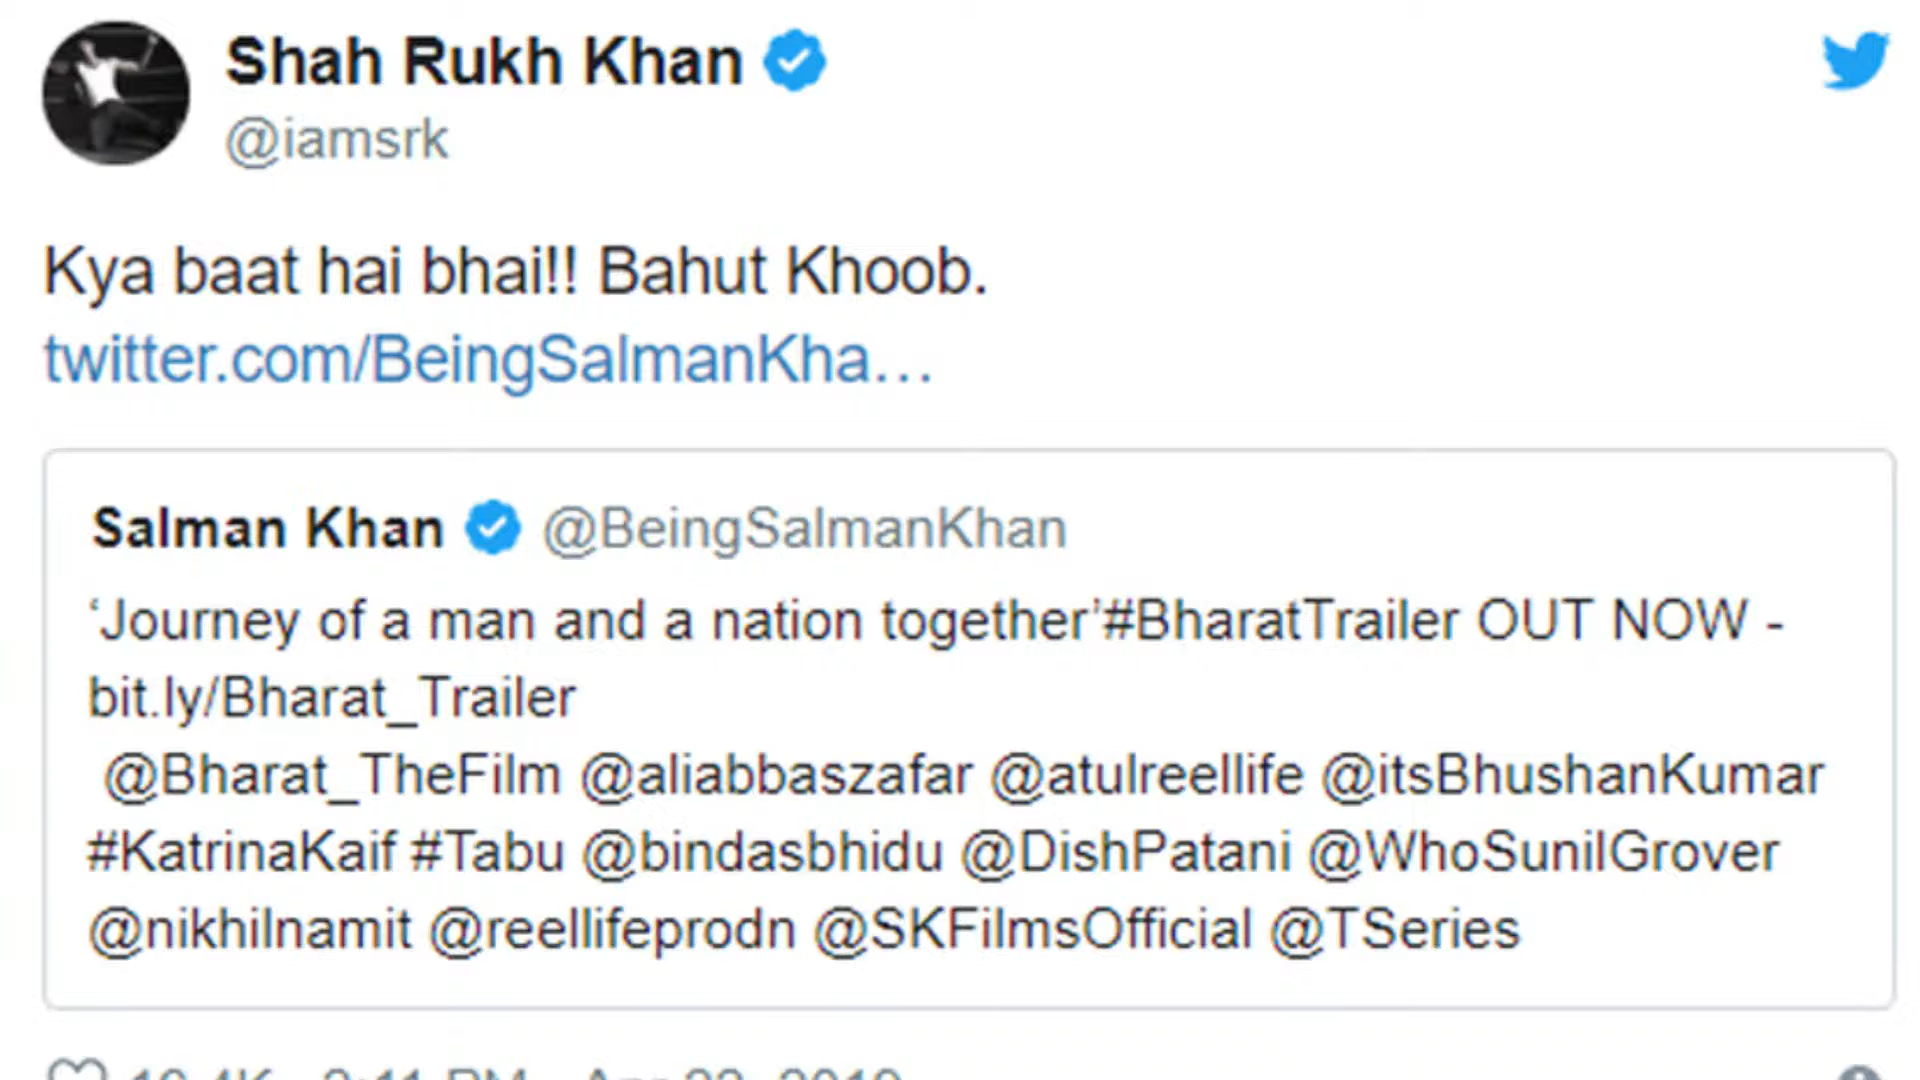 Shah Rukh Khan
@iamsrk
Kya baat hai bhai!! Bahut Khoob.
twitter.com/BeingSalmanKha…
Salman Khan @BeingSalmanKhan
‘Journey of a man and a nation together’#BharatTrailer OUT NOW -
bit.ly/Bharat_Trailer
@Bharat_TheFilm @aliabbaszafar @atulreellife @itsBhushanKumar
#KatrinaKaif #Tabu @bindasbhidu @DishPatani @WhoSunilGrover
@nikhilnamit @reellifeprodn @SKFilmsOfficial @TSeries